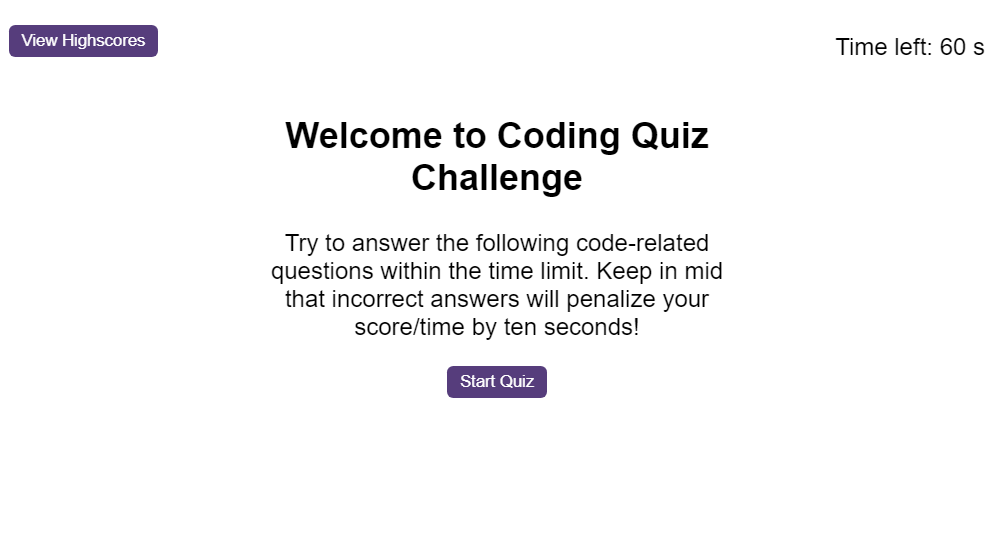 View Highscores
Time left: 60 s
Welcome to Coding Quiz
Challenge
Try to answer the following code-related
questions within the time limit. Keep in mid
that incorrect answers will penalize your
score/time by ten seconds!
Start Quiz